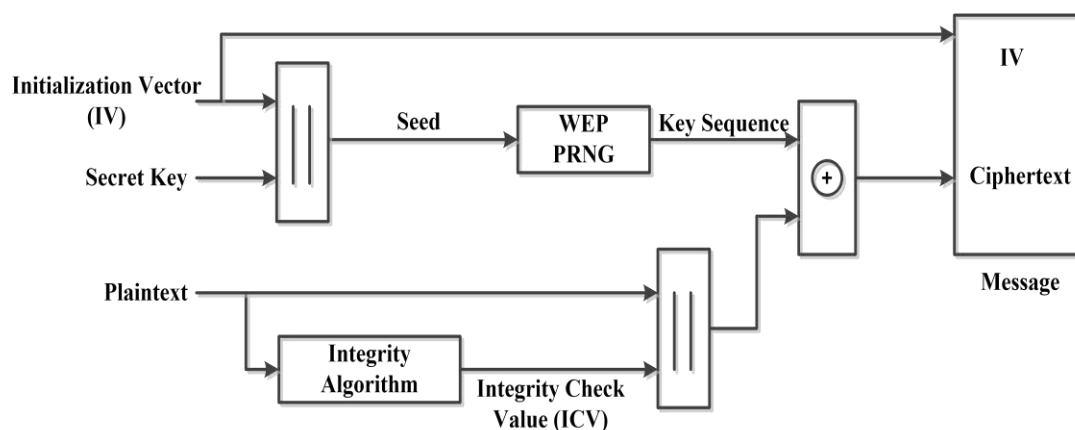 IV
Initialization Vector
(IV)
Seed
WEP
PRNG
Key Sequence
Secret Key
Ciphertext
Plaintext
Message
Integrity
Algorithm
Integrity Check
Value (ICV)